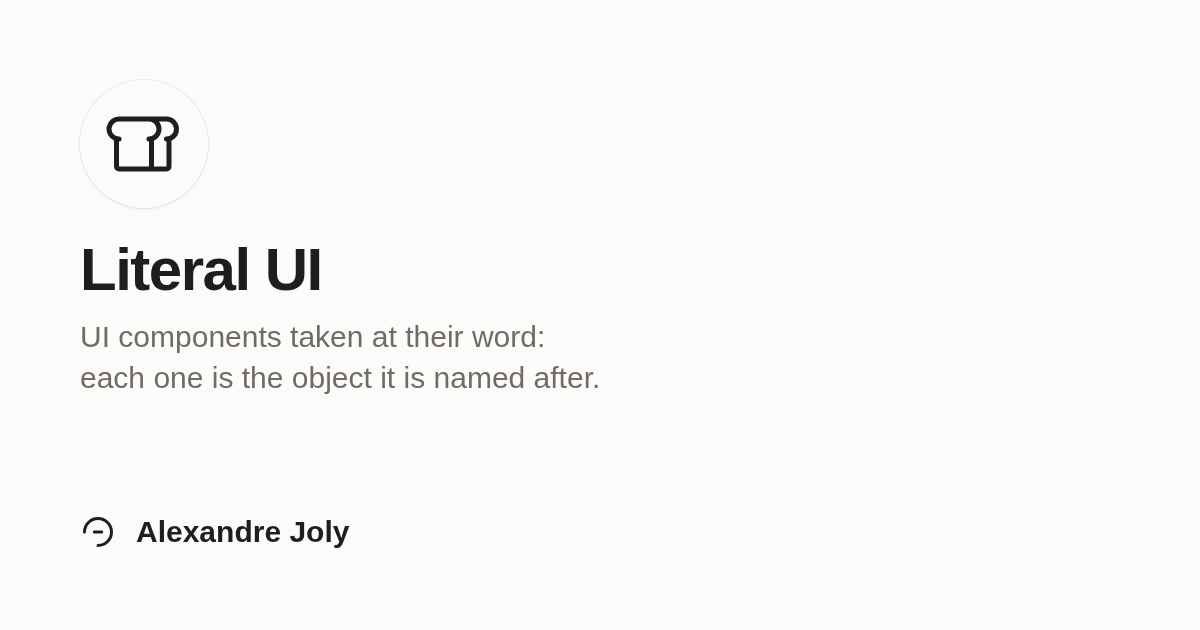 Literal UI
UI components taken at their word:
each one is the object it is named after.
Alexandre Joly